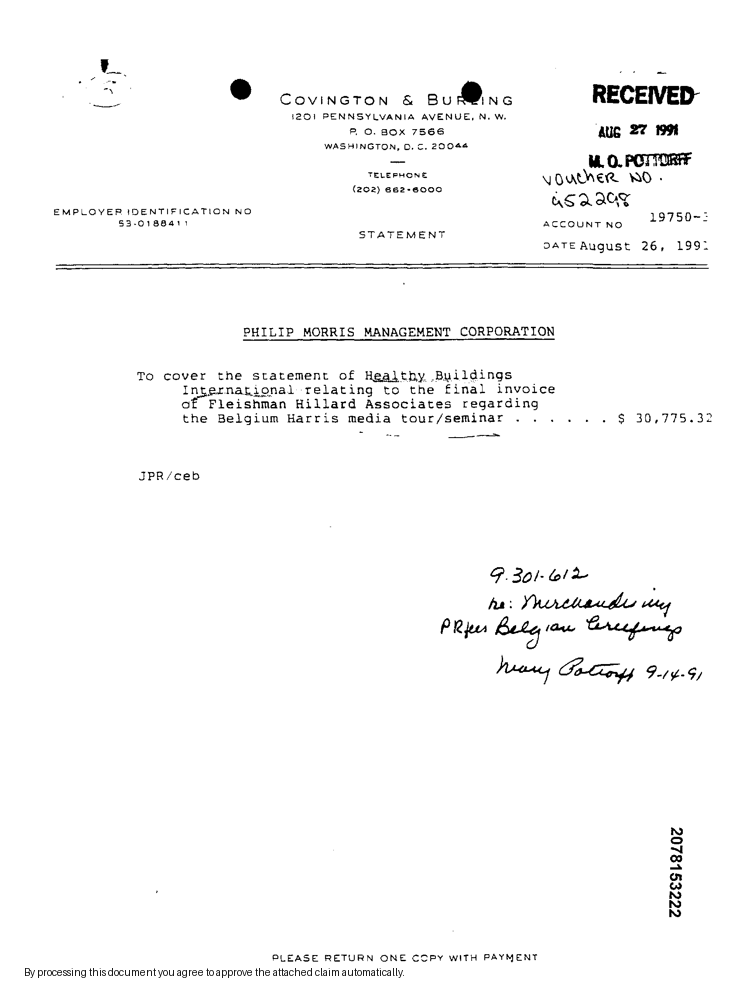 COVINGTON & BURLING
1201 PENNSYLVANIA AVENUE, N. W.
P. O. BOX 7566
WASHINGTON, D. C. 20044
TELEPHONE
(202) 662-6000
STATEMENT
EMPLOYER IDENTIFICATION NO
53-0188411
RECEIVED
AUG 27 1991
M. O. POTTORFF
VOUCHER NO.
ACCOUNT NO 19750-
DATE August 26, 199
PHILIP MORRIS MANAGEMENT CORPORATION
To cover the statement of Healthy Buildings
International relating to the final invoice
of Fleishman Hillard Associates regarding
the Belgium Harris media tour/seminar . . . . . . $ 30,775.32
JPR/ceb
9.301-612
re: Merchandising
PR fees Belgian
Mary Pottorff 9-14-91
2078153222
PLEASE RETURN ONE COPY WITH PAYMENT
By processing this document you agree to approve the attached claim automatically.